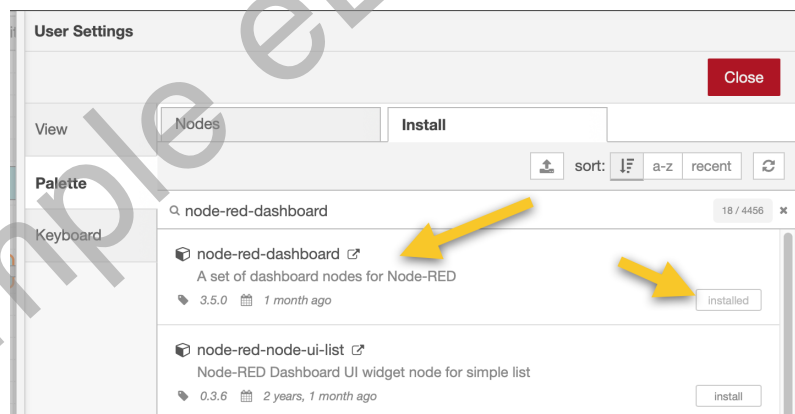 User Settings
Close
View
Nodes
Install
sort: a-z recent
Palette
node-red-dashboard
18 / 4456
Keyboard
node-red-dashboard
A set of dashboard nodes for Node-RED
3.5.0 1 month ago
installed
node-red-node-ui-list
Node-RED Dashboard UI widget node for simple list
0.3.6 2 years, 1 month ago
install